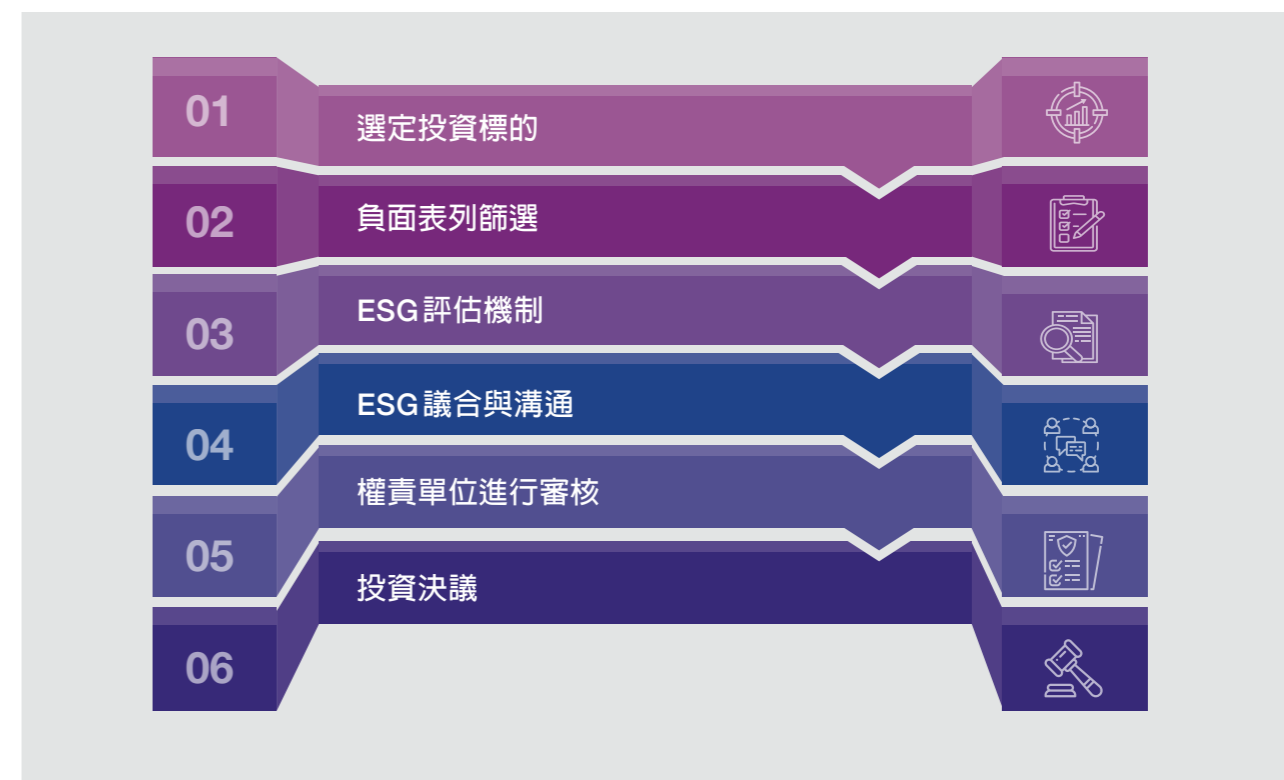 01
選定投資標的
02
負面表列篩選
03
ESG評估機制
04
ESG議合與溝通
05
權責單位進行審核
06
投資決議